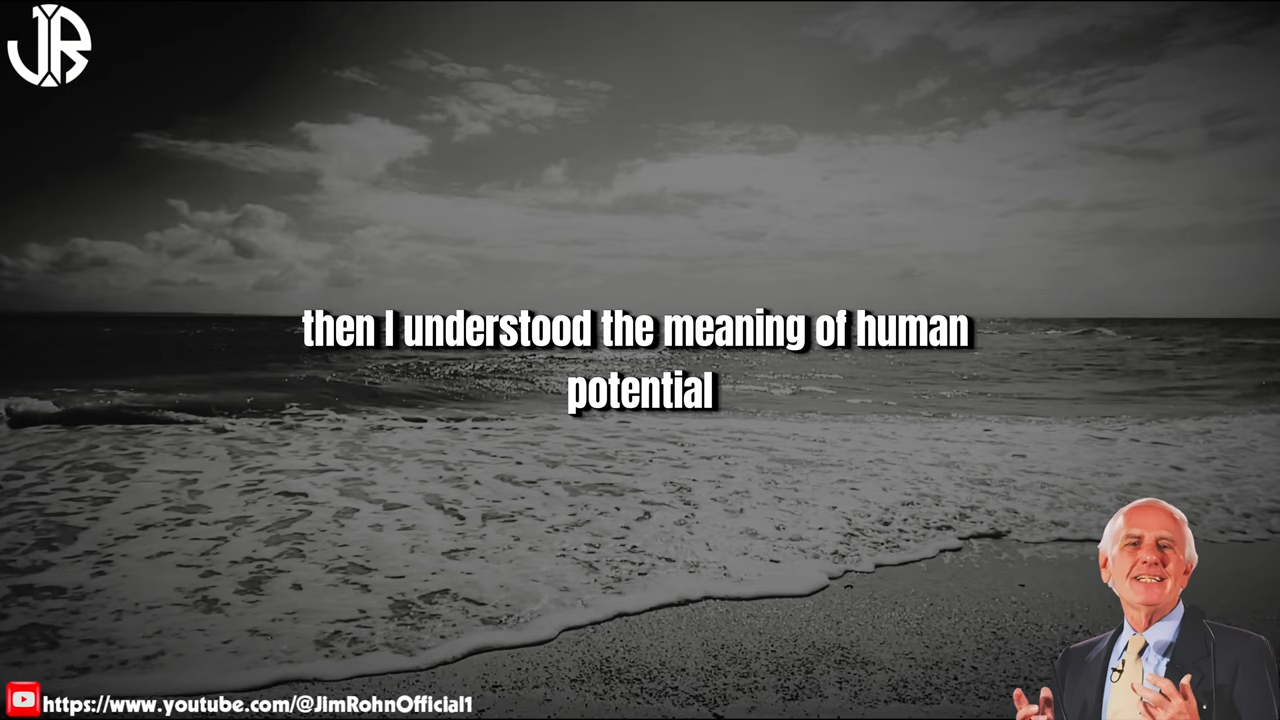 JR
then I understood the meaning of human
potential
https://www.youtube.com/@JimRohnOfficial1